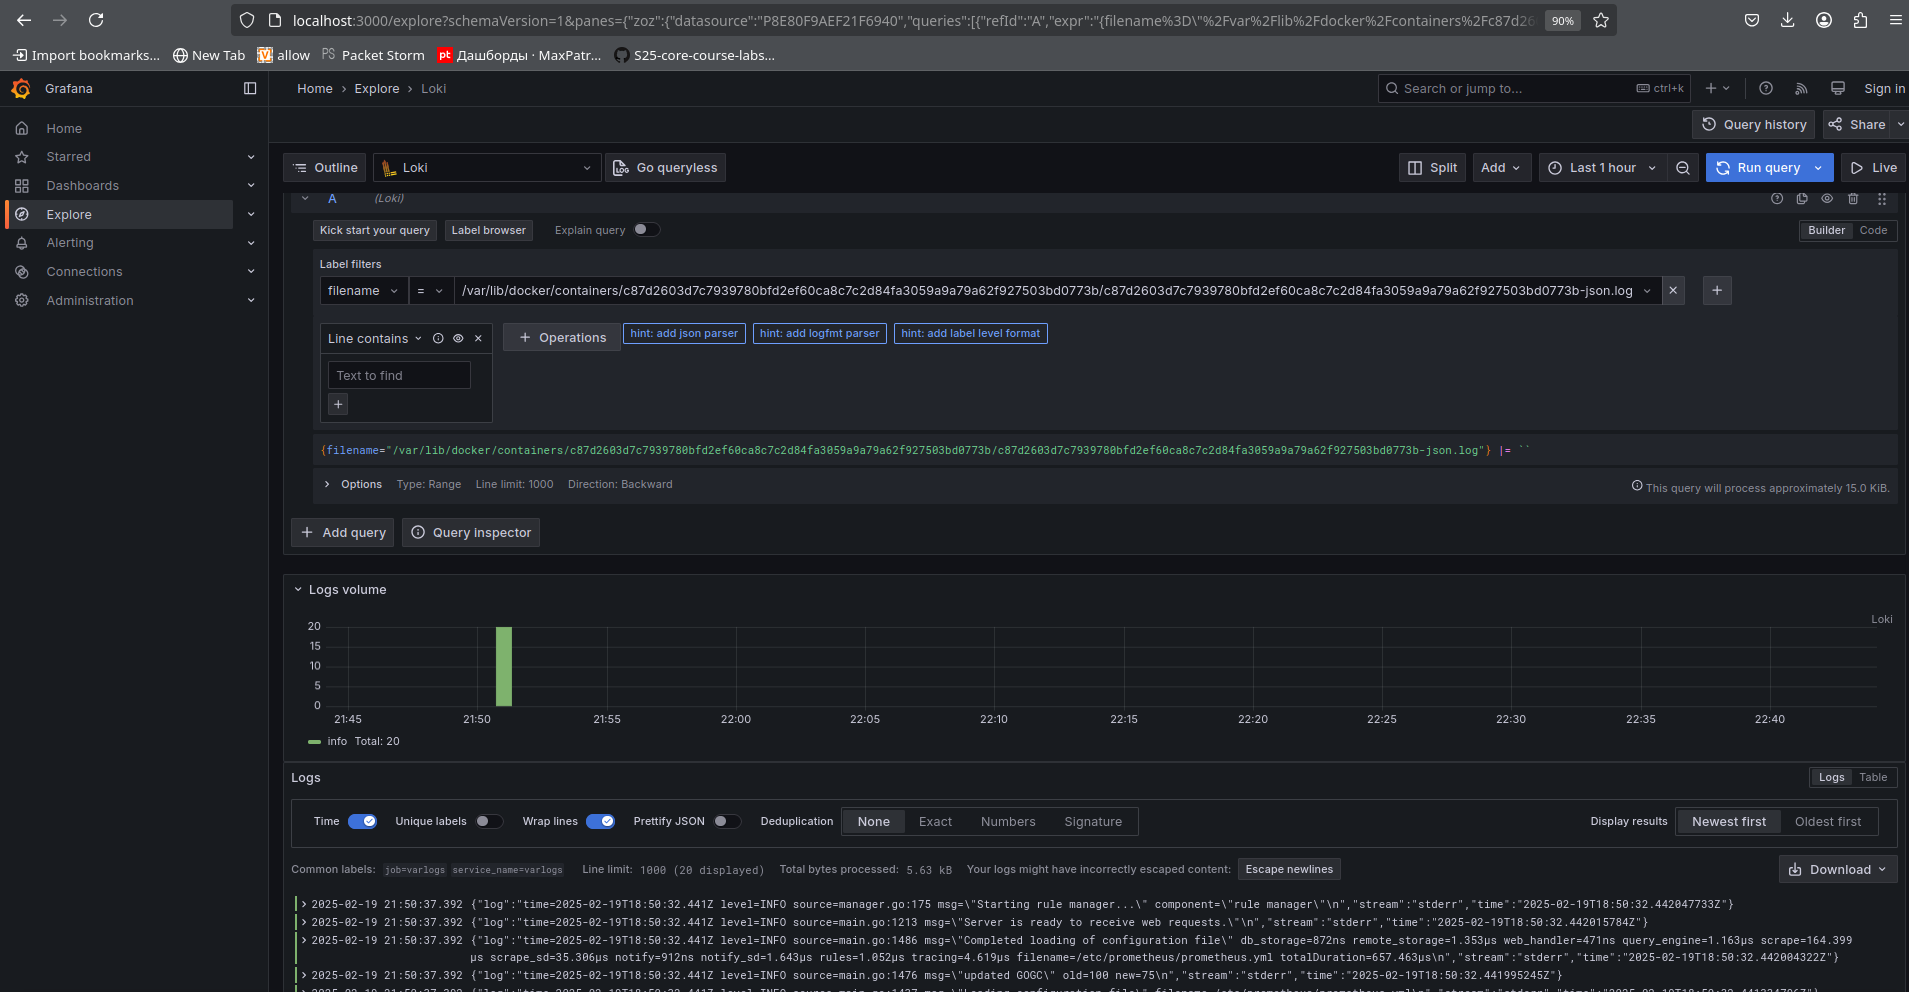 localhost:3000/explore?schemaVersion=1&panes={"zoz":{"datasource":"P8E80F9AEF21F6940","queries":[{"refId":"A","expr":"{filename%3D\"%2Fvar%2Flib%2Fdocker%2Fcontainers%2Fc87d26 90%
Import bookmarks... New Tab allow PS Packet Storm pt Дашборды · MaxPatr... S25-core-course-labs...
Grafana Home › Explore › Loki Search or jump to... ctrl+k Sign in
Query history Share
Outline Loki LOG Go queryless Split Add Last 1 hour Run query Live
Home
Starred
Dashboards
Explore
Alerting
Connections
Administration
A (Loki)
Kick start your query Label browser Explain query Builder Code
Label filters
filename = /var/lib/docker/containers/c87d2603d7c7939780bfd2ef60ca8c7c2d84fa3059a9a79a62f927503bd0773b/c87d2603d7c7939780bfd2ef60ca8c7c2d84fa3059a9a79a62f927503bd0773b-json.log
Line contains Operations hint: add json parser hint: add logfmt parser hint: add label level format
Text to find
{filename="/var/lib/docker/containers/c87d2603d7c7939780bfd2ef60ca8c7c2d84fa3059a9a79a62f927503bd0773b/c87d2603d7c7939780bfd2ef60ca8c7c2d84fa3059a9a79a62f927503bd0773b-json.log"} |= ``
Options Type: Range Line limit: 1000 Direction: Backward This query will process approximately 15.0 KiB.
Add query Query inspector
Logs volume
Loki
20
15
10
5
0
21:45 21:50 21:55 22:00 22:05 22:10 22:15 22:20 22:25 22:30 22:35 22:40
info Total: 20
Logs Logs Table
Time Unique labels Wrap lines Prettify JSON Deduplication None Exact Numbers Signature Display results Newest first Oldest first
Common labels: job=varlogs service_name=varlogs Line limit: 1000 (20 displayed) Total bytes processed: 5.63 kB Your logs might have incorrectly escaped content: Escape newlines Download
2025-02-19 21:50:37.392 {"log":"time=2025-02-19T18:50:32.441Z level=INFO source=manager.go:175 msg=\"Starting rule manager...\" component=\"rule manager\"\n","stream":"stderr","time":"2025-02-19T18:50:32.442047733Z"}
2025-02-19 21:50:37.392 {"log":"time=2025-02-19T18:50:32.441Z level=INFO source=main.go:1213 msg=\"Server is ready to receive web requests.\"\n","stream":"stderr","time":"2025-02-19T18:50:32.442015784Z"}
2025-02-19 21:50:37.392 {"log":"time=2025-02-19T18:50:32.441Z level=INFO source=main.go:1486 msg=\"Completed loading of configuration file\" db_storage=872ns remote_storage=1.353µs web_handler=471ns query_engine=1.163µs scrape=164.399
µs scrape_sd=35.306µs notify=912ns notify_sd=1.643µs rules=1.052µs tracing=4.619µs filename=/etc/prometheus/prometheus.yml totalDuration=657.463µs\n","stream":"stderr","time":"2025-02-19T18:50:32.442004322Z"}
2025-02-19 21:50:37.392 {"log":"time=2025-02-19T18:50:32.441Z level=INFO source=main.go:1476 msg=\"updated GOGC\" old=100 new=75\n","stream":"stderr","time":"2025-02-19T18:50:32.441995245Z"}